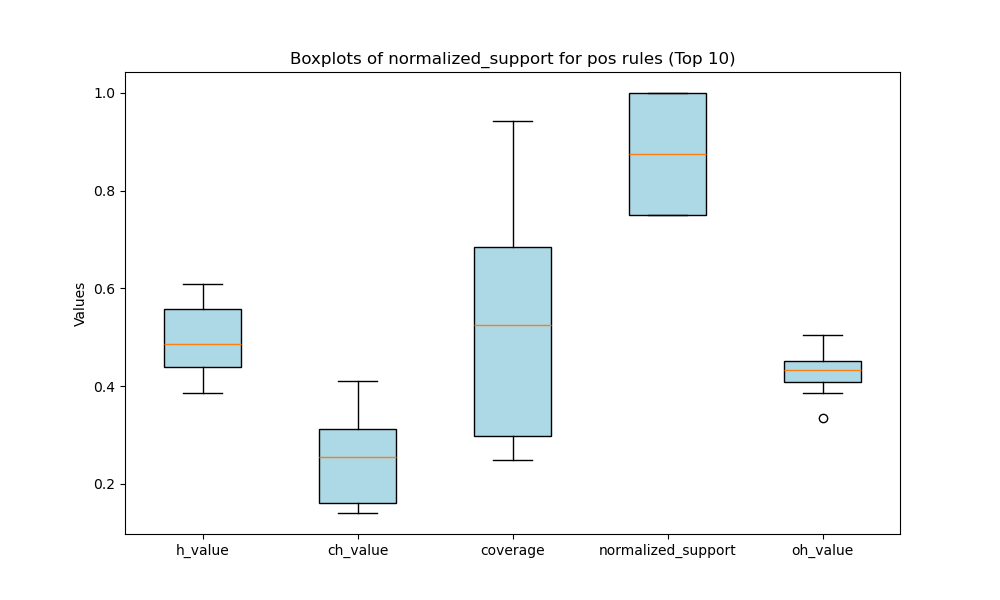 Boxplots of normalized_support for pos rules (Top 10)
Values
1.0
0.8
0.6
0.4
0.2
h_value
ch_value
coverage
normalized_support
oh_value